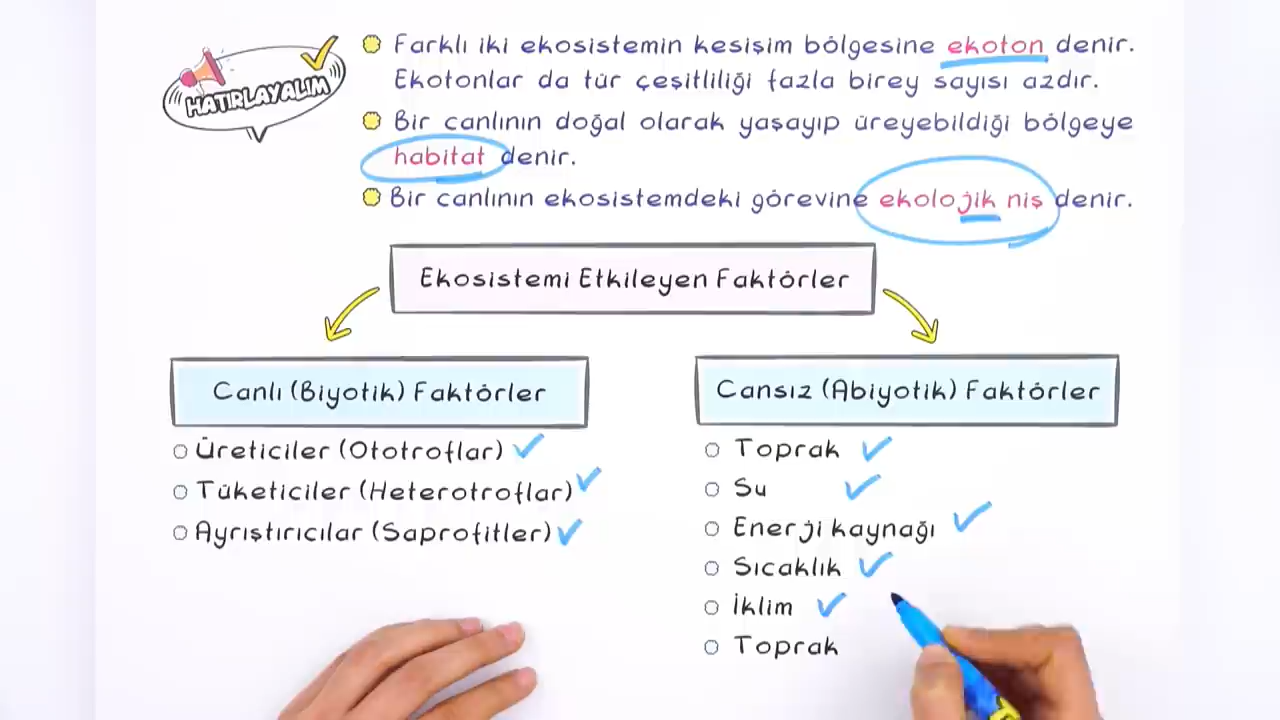 HATIRLAYALIM
Farklı iki ekosistemin kesişim bölgesine ekoton denir.
Ekotonlar da tür çeşitliliği fazla birey sayısı azdır.
Bir canlının doğal olarak yaşayıp üreyebildiği bölgeye
habitat denir.
Bir canlının ekosistemdeki görevine ekolojik niş denir.
Ekosistemi Etkileyen Faktörler
Canlı (Biyotik) Faktörler
Üreticiler (Ototroflar)
Tüketiciler (Heterotroflar)
Ayrıştırıcılar (Saprofitler)
Cansız (Abiyotik) Faktörler
Toprak
Su
Enerji kaynağı
Sıcaklık
İklim
Toprak